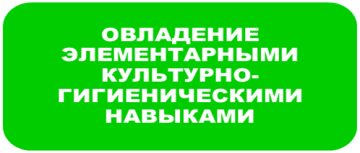 ОВЛАДЕНИЕ
ЭЛЕМЕНТАРНЫМИ
КУЛЬТУРНО-
ГИГИЕНИЧЕСКИМИ
НАВЫКАМИ